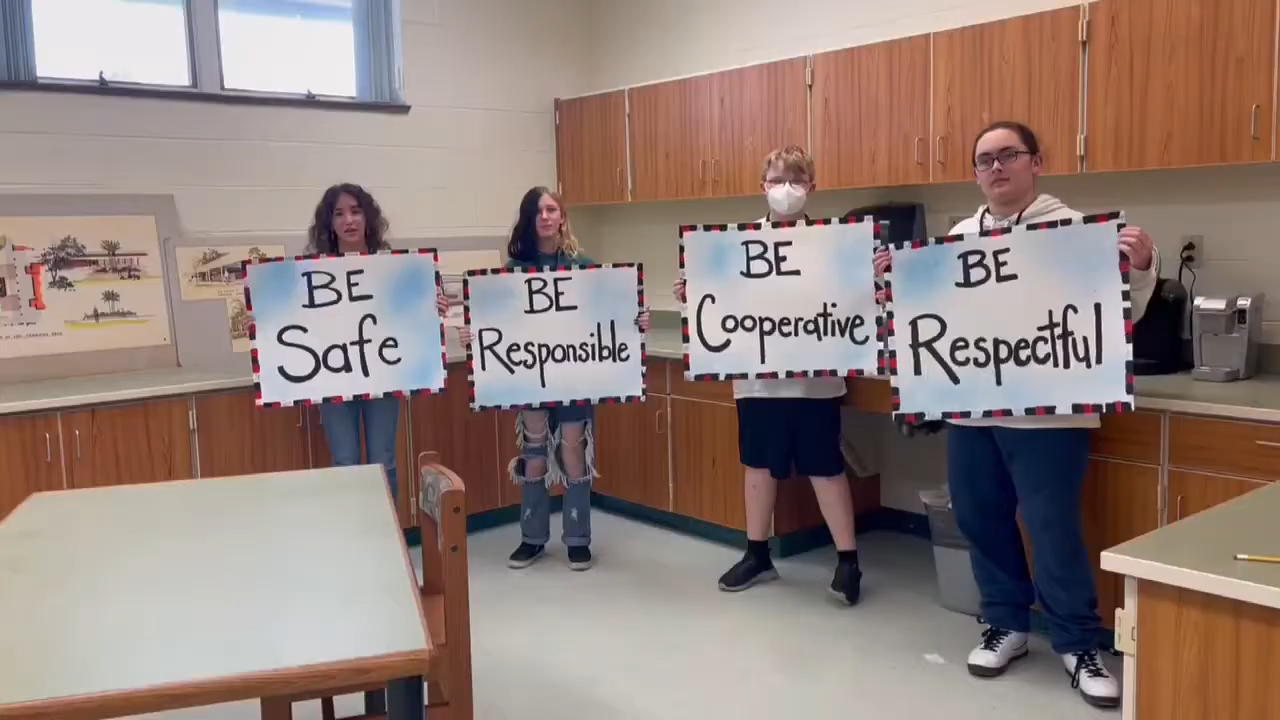 BE
Safe
BE
Responsible
BE
Cooperative
BE
Respectful